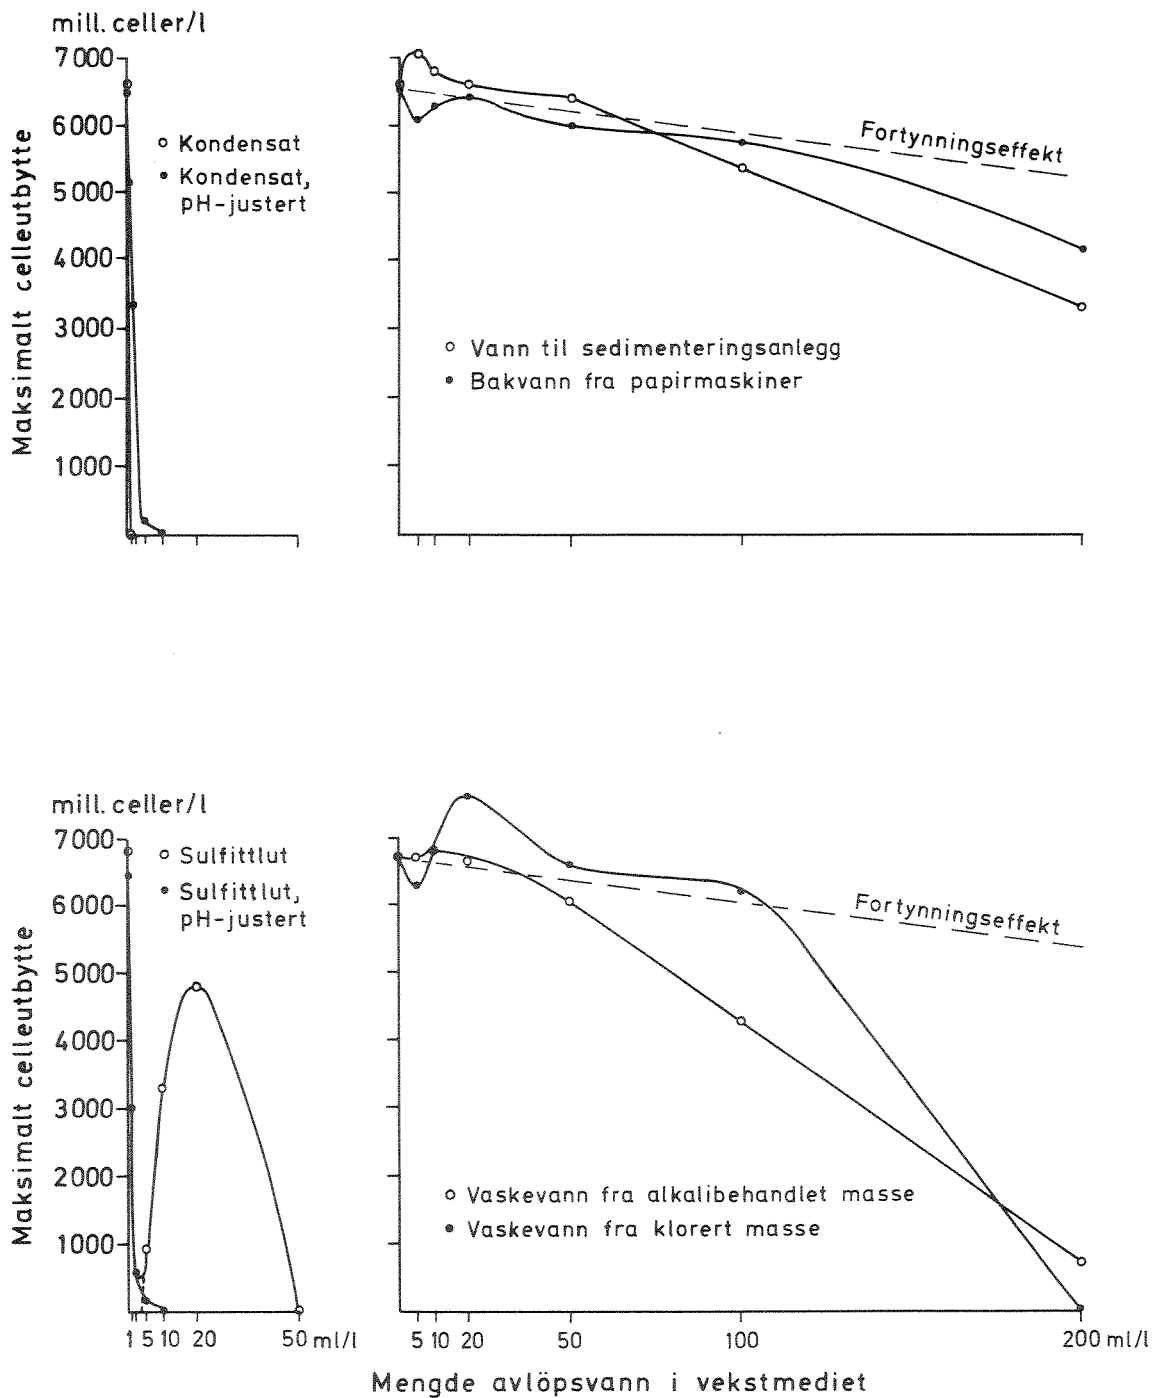 mill. celler/l
7000
6000
5000
4000
3000
2000
1000
Maksimalt celleutbytte
Kondensat
Kondensat,
pH-justert
Fortynningseffekt
Vann til sedimenteringsanlegg
Bakvann fra papirmaskiner
mill. celler/l
7000
6000
5000
4000
3000
2000
1000
Maksimalt celleutbytte
Sulfittlut
Sulfittlut,
pH-justert
Fortynningseffekt
Vaskevann fra alkalibehandlet masse
Vaskevann fra klorert masse
1 5 10 20 50 ml/l
5 10 20 50 100 200 ml/l
Mengde avlöpsvann i vekstmediet